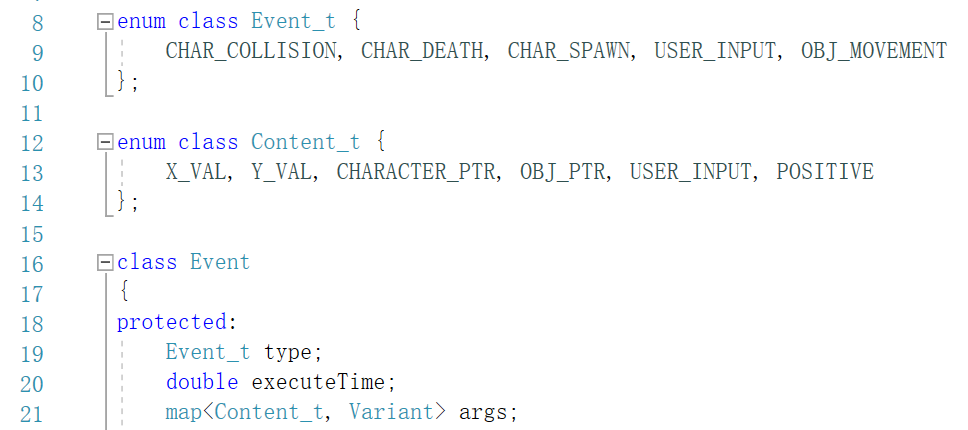 8 enum class Event_t {
9 CHAR_COLLISION, CHAR_DEATH, CHAR_SPAWN, USER_INPUT, OBJ_MOVEMENT
10 };
11
12 enum class Content_t {
13 X_VAL, Y_VAL, CHARACTER_PTR, OBJ_PTR, USER_INPUT, POSITIVE
14 };
15
16 class Event
17 {
18 protected:
19 Event_t type;
20 double executeTime;
21 map<Content_t, Variant> args;